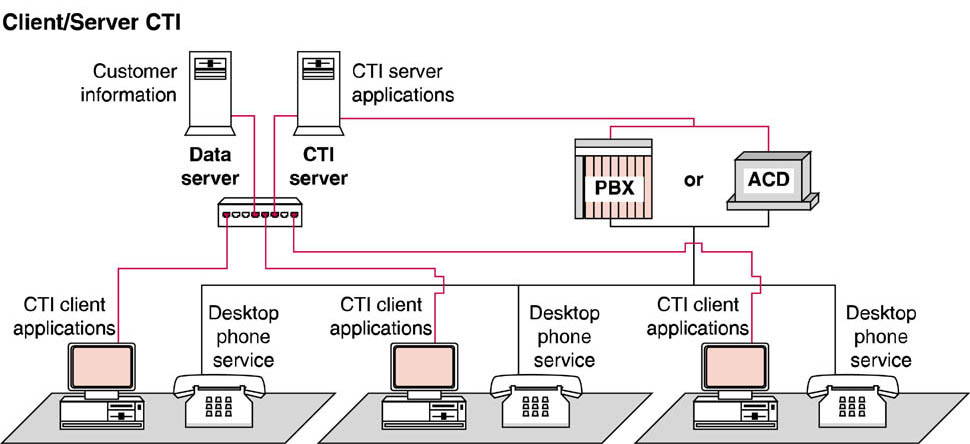 Client/Server CTI
Customer
information
CTI server
applications
Data
server
CTI
server
PBX
or
ACD
CTI client
applications
Desktop
phone
service
CTI client
applications
Desktop
phone
service
CTI client
applications
Desktop
phone
service